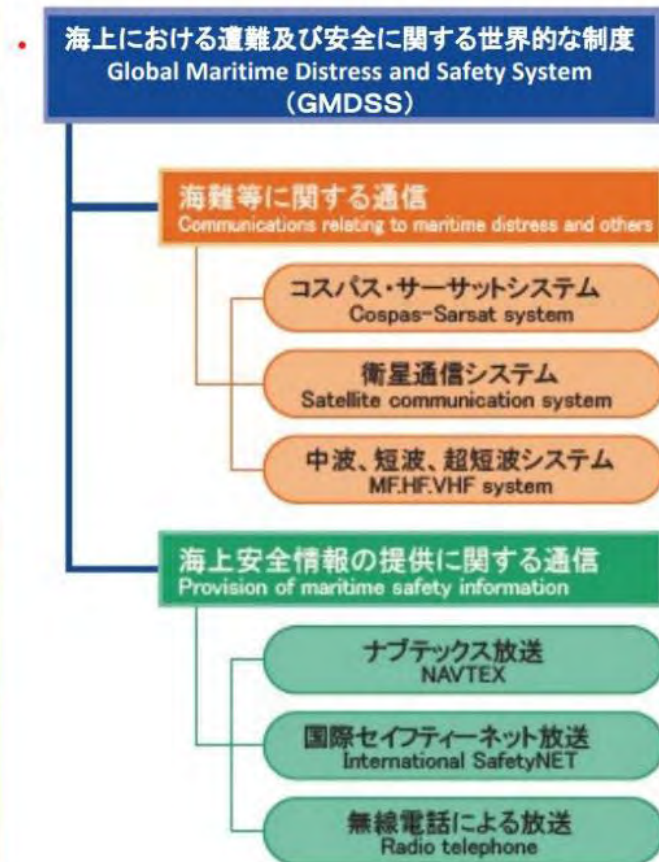 海上における遭難及び安全に関する世界的な制度
Global Maritime Distress and Safety System
（GMDSS）
海難等に関する通信
Communications relating to maritime distress and others
コスパス・サーサットシステム
Cospas-Sarsat system
衛星通信システム
Satellite communication system
中波、短波、超短波システム
MF.HF.VHF system
海上安全情報の提供に関する通信
Provision of maritime safety information
ナブテックス放送
NAVTEX
国際セイフティーネット放送
International SafetyNET
無線電話による放送
Radio telephone